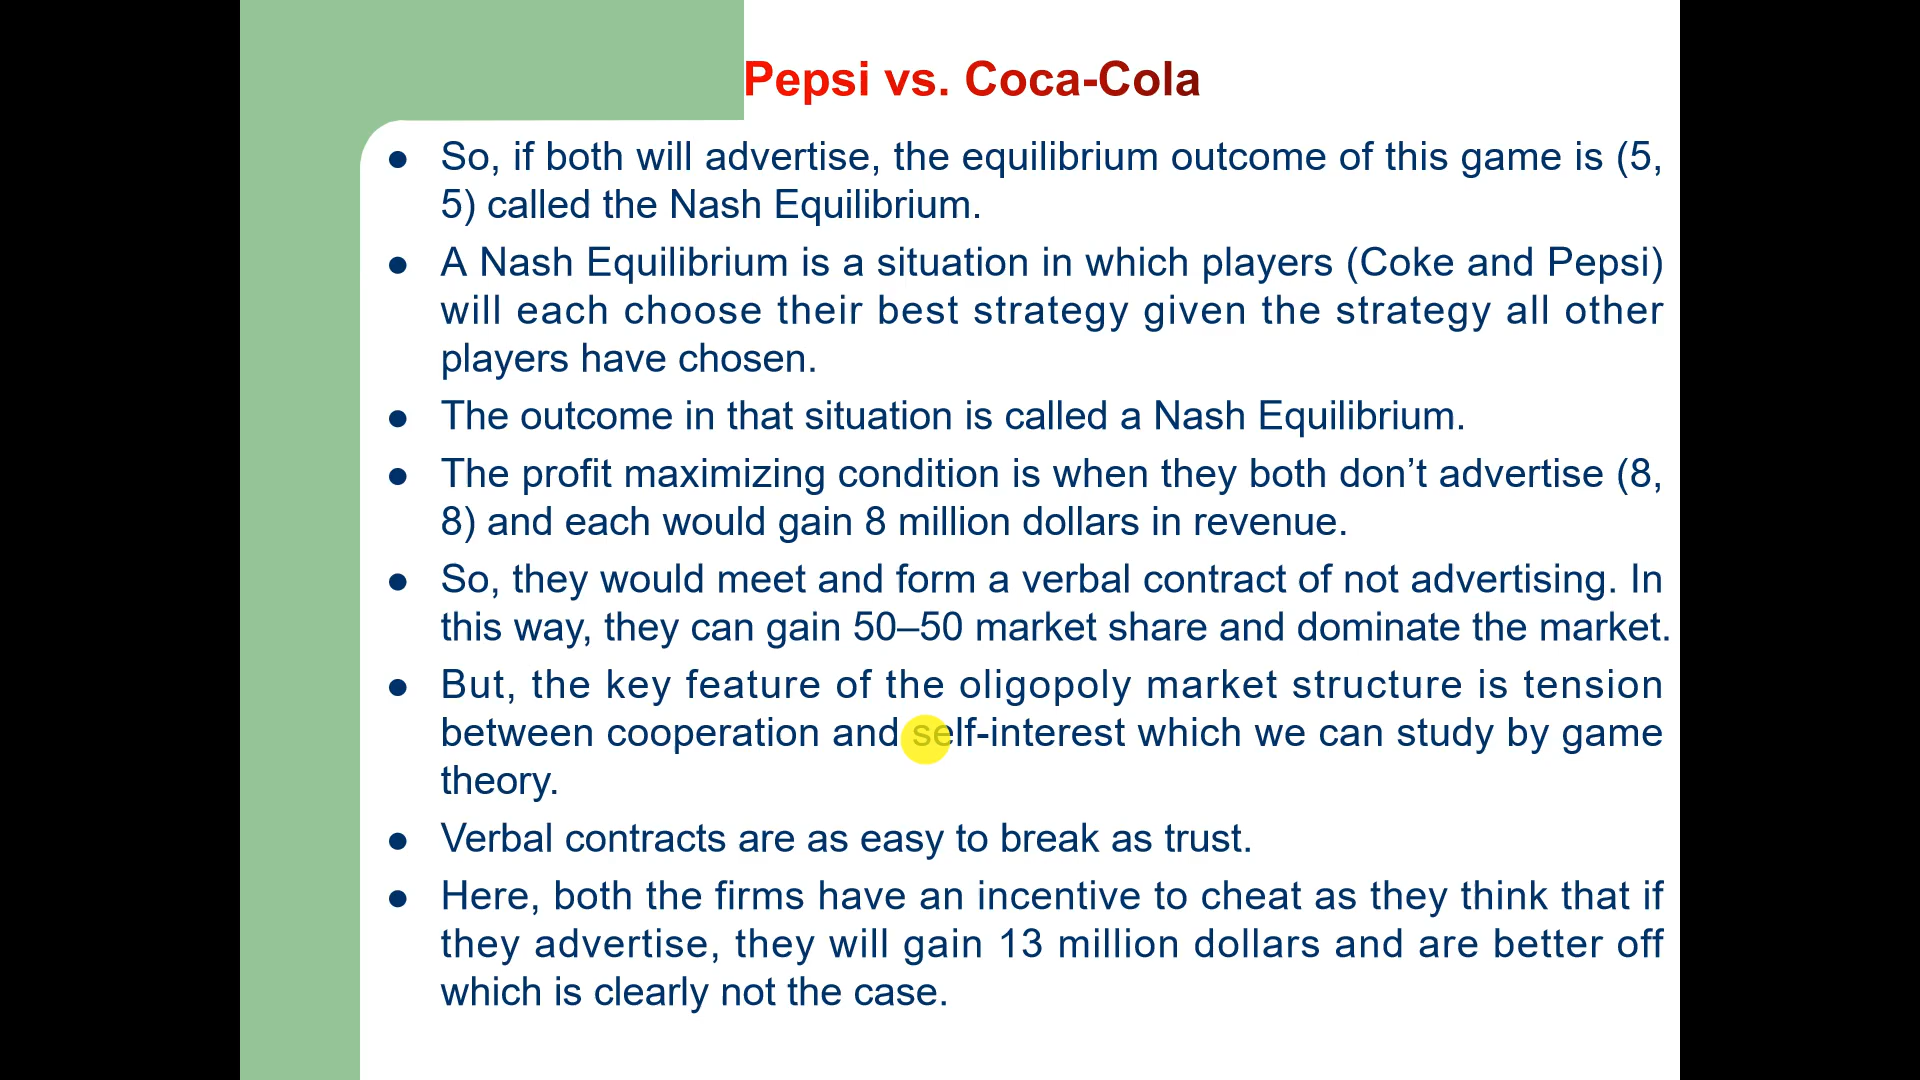 Pepsi vs. Coca-Cola
● So, if both will advertise, the equilibrium outcome of this game is (5,
5) called the Nash Equilibrium.
● A Nash Equilibrium is a situation in which players (Coke and Pepsi)
will each choose their best strategy given the strategy all other
players have chosen.
● The outcome in that situation is called a Nash Equilibrium.
● The profit maximizing condition is when they both don’t advertise (8,
8) and each would gain 8 million dollars in revenue.
● So, they would meet and form a verbal contract of not advertising. In
this way, they can gain 50–50 market share and dominate the market.
● But, the key feature of the oligopoly market structure is tension
between cooperation and self-interest which we can study by game
theory.
● Verbal contracts are as easy to break as trust.
● Here, both the firms have an incentive to cheat as they think that if
they advertise, they will gain 13 million dollars and are better off
which is clearly not the case.